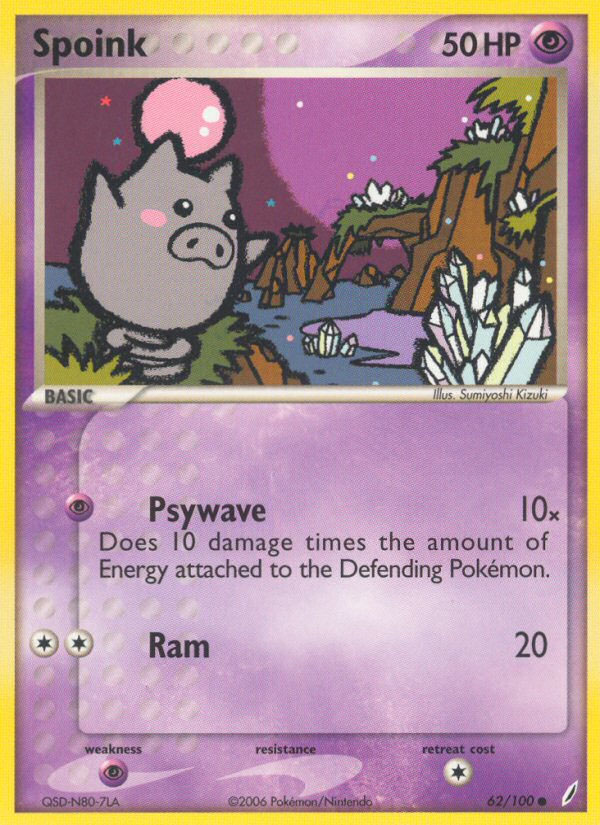 Spoink 50 HP
BASIC Illus. Sumiyoshi Kizuki
Psywave 10x
Does 10 damage times the amount of
Energy attached to the Defending Pokémon.
Ram 20
weakness resistance retreat cost
QSD-N80-7LA ©2006 Pokémon/Nintendo 62/100